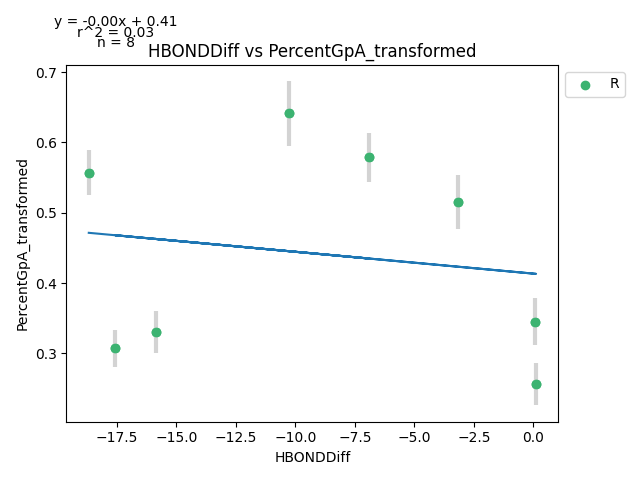 y = -0.00x + 0.41
r^2 = 0.03
n = 8
HBONDDiff vs PercentGpA_transformed
R
PercentGpA_transformed
0.7
0.6
0.5
0.4
0.3
−17.5 −15.0 −12.5 −10.0 −7.5 −5.0 −2.5 0.0
HBONDDiff